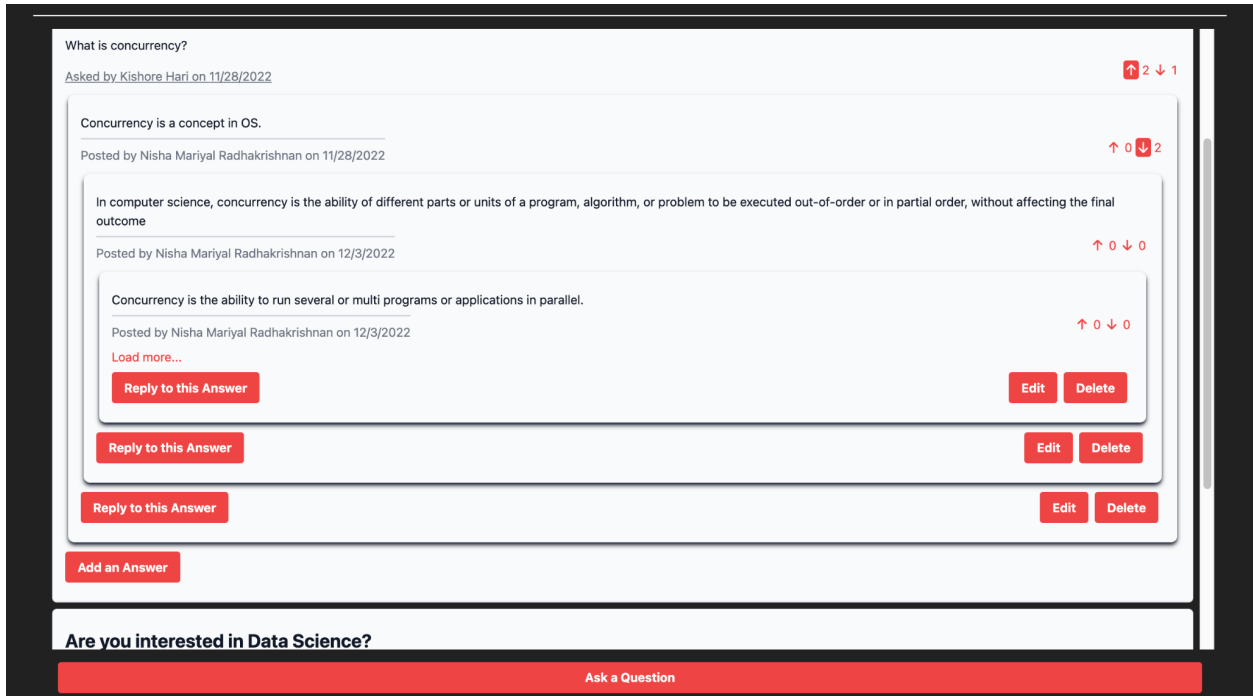 What is concurrency?
Asked by Kishore Hari on 11/28/2022
↑ 2 ↓ 1
Concurrency is a concept in OS.
Posted by Nisha Mariyal Radhakrishnan on 11/28/2022
↑ 0 ↓ 2
In computer science, concurrency is the ability of different parts or units of a program, algorithm, or problem to be executed out-of-order or in partial order, without affecting the final
outcome
Posted by Nisha Mariyal Radhakrishnan on 12/3/2022
↑ 0 ↓ 0
Concurrency is the ability to run several or multi programs or applications in parallel.
Posted by Nisha Mariyal Radhakrishnan on 12/3/2022
↑ 0 ↓ 0
Load more...
Reply to this Answer Edit Delete
Reply to this Answer Edit Delete
Reply to this Answer Edit Delete
Add an Answer
Are you interested in Data Science?
Ask a Question